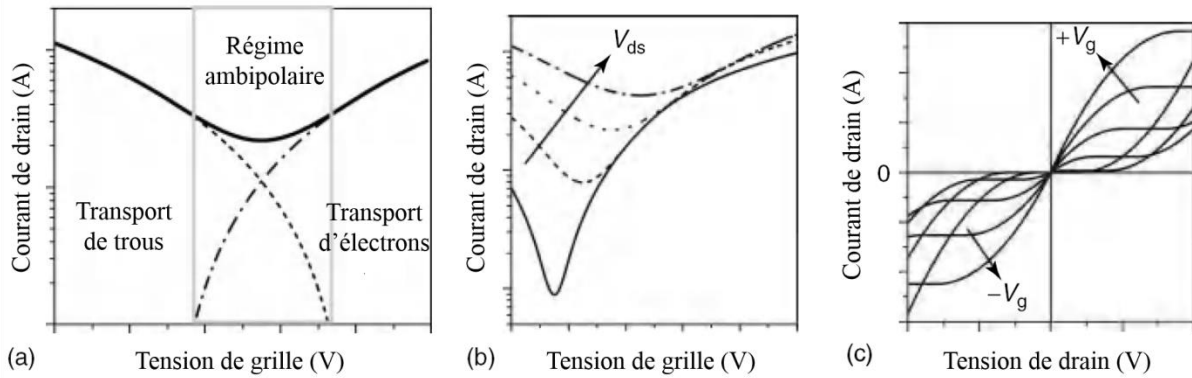 Courant de drain (A)
Régime
ambipolaire
Transport
de trous
Transport
d'électrons
(a)
Tension de grille (V)
Courant de drain (A)
V_ds
(b)
Tension de grille (V)
Courant de drain (A)
0
+V_g
−V_g
(c)
Tension de drain (V)